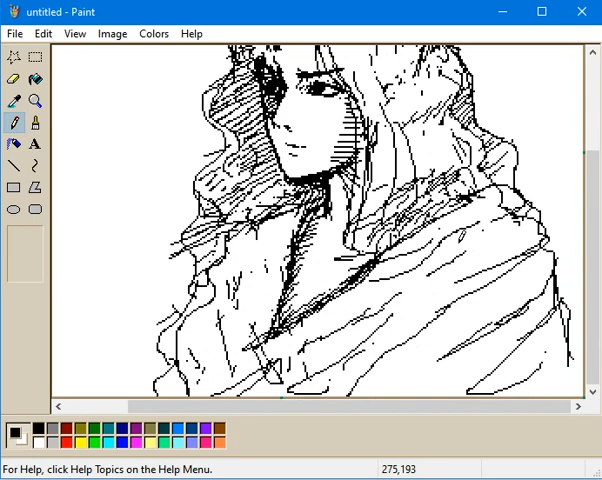 untitled - Paint
File Edit View Image Colors Help
A
For Help, click Help Topics on the Help Menu. 275,193